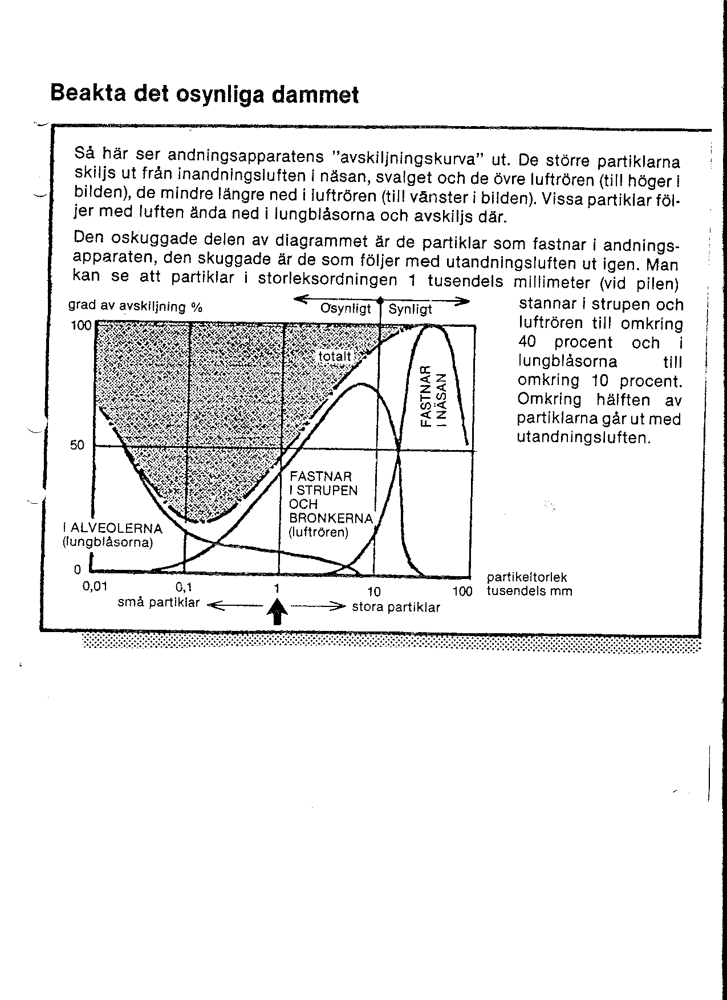 Beakta det osynliga dammet
Så här ser andningsapparatens "avskiljningskurva" ut. De större partiklarna
skiljs ut från inandningsluften i näsan, svalget och de övre luftrören (till höger i
bilden), de mindre längre ned i luftrören (till vänster i bilden). Vissa partiklar föl-
jer med luften ända ned i lungblåsorna och avskiljs där.
Den oskuggade delen av diagrammet är de partiklar som fastnar i andnings-
apparaten, den skuggade är de som följer med utandningsluften ut igen. Man
kan se att partiklar i storleksordningen 1 tusendels millimeter (vid pilen)
stannar i strupen och
luftrören till omkring
40 procent och i
lungblåsorna till
omkring 10 procent.
Omkring hälften av
partiklarna går ut med
utandningsluften.
grad av avskiljning %
Osynligt Synligt
100
totalt
FASTNAR
I NÄSAN
50
FASTNAR
I STRUPEN
OCH
BRONKERNA
(luftrören)
I ALVEOLERNA
(lungblåsorna)
0
0,01 0,1 1 10 100
partikeltorlek
tusendels mm
små partiklar stora partiklar